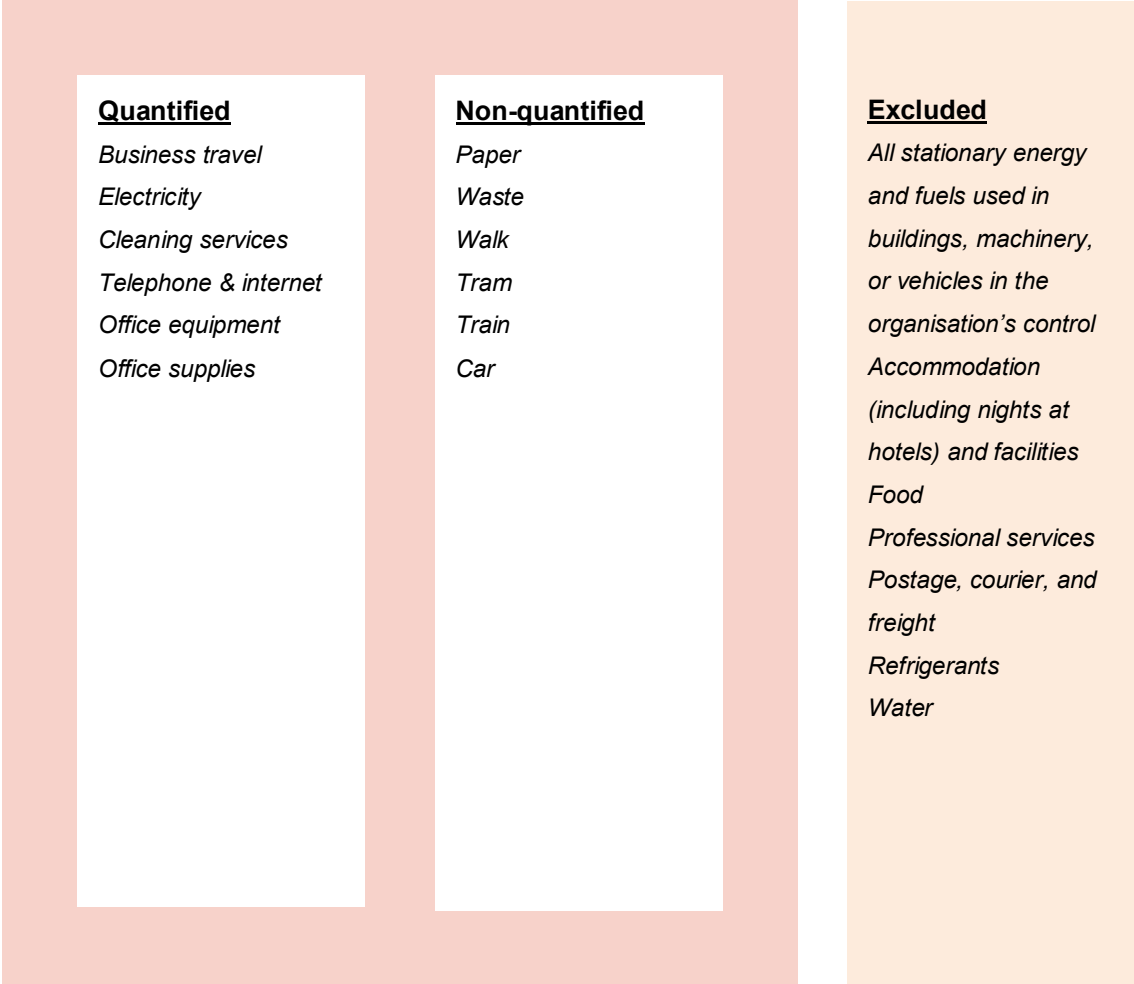 Quantified
Business travel
Electricity
Cleaning services
Telephone & internet
Office equipment
Office supplies
Non-quantified
Paper
Waste
Walk
Tram
Train
Car
Excluded
All stationary energy
and fuels used in
buildings, machinery,
or vehicles in the
organisation’s control
Accommodation
(including nights at
hotels) and facilities
Food
Professional services
Postage, courier, and
freight
Refrigerants
Water